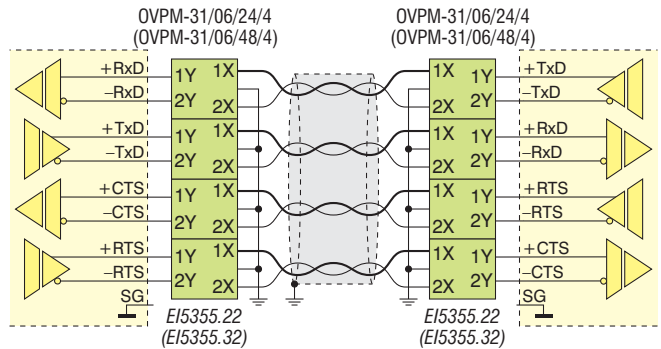 OVPM-31/06/24/4 OVPM-31/06/24/4
(OVPM-31/06/48/4) (OVPM-31/06/48/4)
+RxD 1Y 1X 1X 1Y +TxD
–RxD 2Y 2X 2X 2Y –TxD
+TxD 1Y 1X 1X 1Y +RxD
–TxD 2Y 2X 2X 2Y –RxD
+CTS 1Y 1X 1X 1Y +RTS
–CTS 2Y 2X 2X 2Y –RTS
+RTS 1Y 1X 1X 1Y +CTS
–RTS 2Y 2X 2X 2Y –CTS
SG SG
EI5355.22 EI5355.22
(EI5355.32) (EI5355.32)